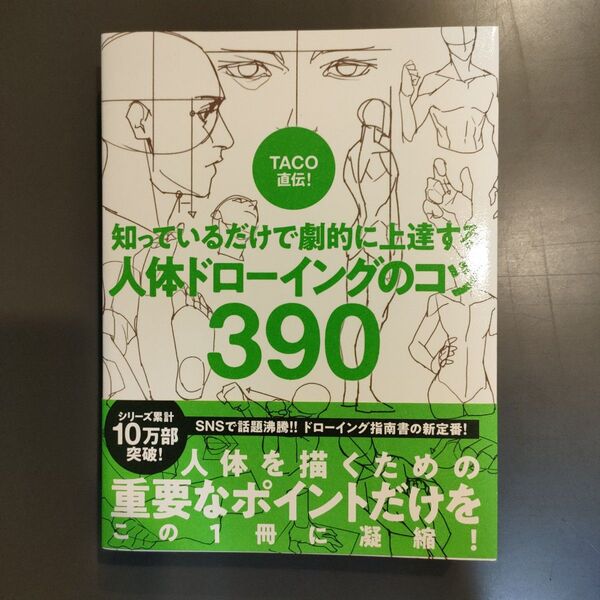 TACO
直伝!
知っているだけで劇的に上達する
人体ドローイングのコツ
390
シリーズ累計
10万部
突破!
SNSで話題沸騰!! ドローイング指南書の新定番!
人体を描くための
重要なポイントだけを
この1冊に凝縮!